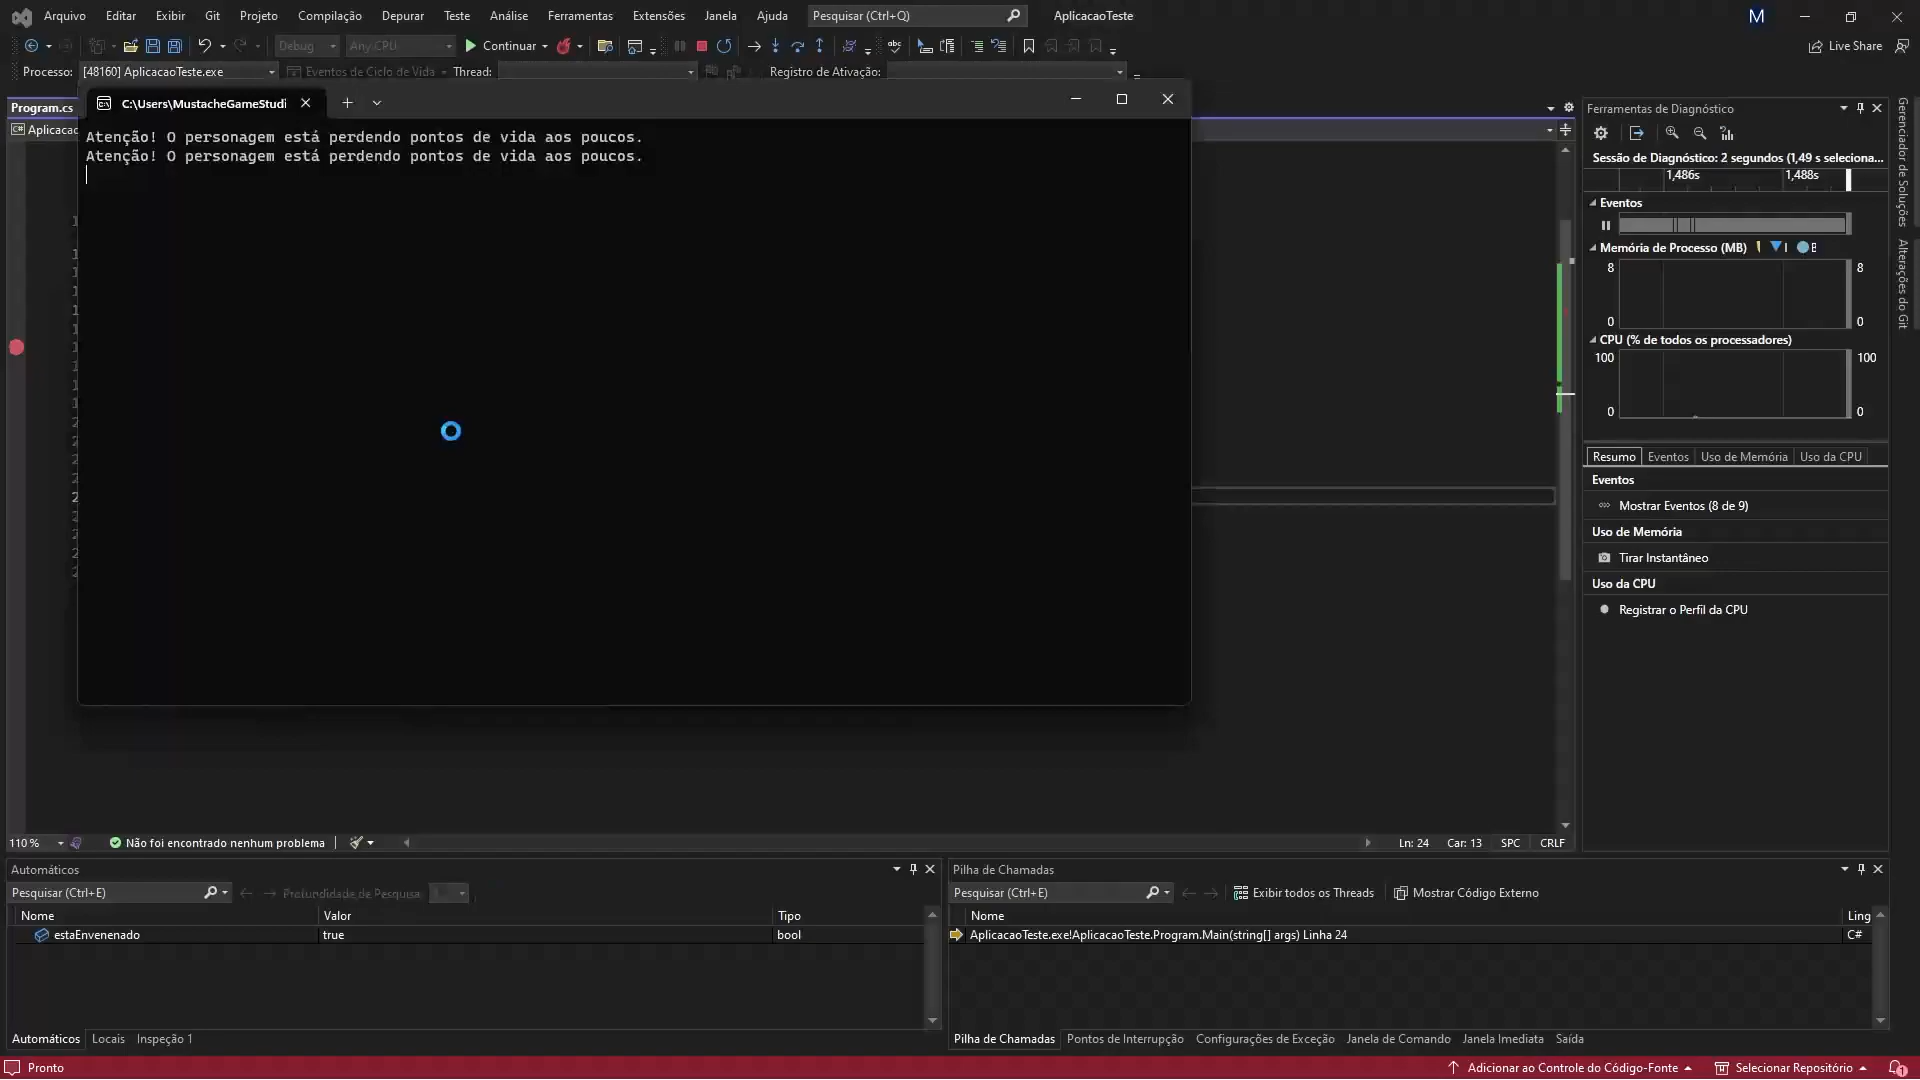 Arquivo Editar Exibir Git Projeto Compilação Depurar Teste Análise Ferramentas Extensões Janela Ajuda Pesquisar (Ctrl+Q) AplicacaoTeste M
Debug Any CPU Continuar Live Share
Processo: [48160] AplicacaoTeste.exe Eventos de Ciclo de Vida Thread: Registro de Ativação:
Program.cs
C:\Users\MustacheGameStudi
Aplicacao
Atenção! O personagem está perdendo pontos de vida aos poucos.
Atenção! O personagem está perdendo pontos de vida aos poucos.
Ferramentas de Diagnóstico
Sessão de Diagnóstico: 2 segundos (1,49 s seleciona...
1,486s 1,488s
Eventos
Memória de Processo (MB)
8 8
0 0
CPU (% de todos os processadores)
100 100
0 0
Resumo Eventos Uso de Memória Uso da CPU
Eventos
Mostrar Eventos (8 de 9)
Uso de Memória
Tirar Instantâneo
Uso da CPU
Registrar o Perfil da CPU
Gerenciador de Soluções
Alterações do Git
110 % Não foi encontrado nenhum problema Ln: 24 Car: 13 SPC CRLF
Automáticos
Pesquisar (Ctrl+E) Profundidade de Pesquisa
Nome Valor Tipo
estaEnvenenado true bool
Automáticos Locais Inspeção 1
Pilha de Chamadas
Pesquisar (Ctrl+E) Exibir todos os Threads Mostrar Código Externo
Nome Ling
AplicacaoTeste.exe!AplicacaoTeste.Program.Main(string[] args) Linha 24 C#
Pilha de Chamadas Pontos de Interrupção Configurações de Exceção Janela de Comando Janela Imediata Saída
Pronto Adicionar ao Controle do Código-Fonte Selecionar Repositório 1